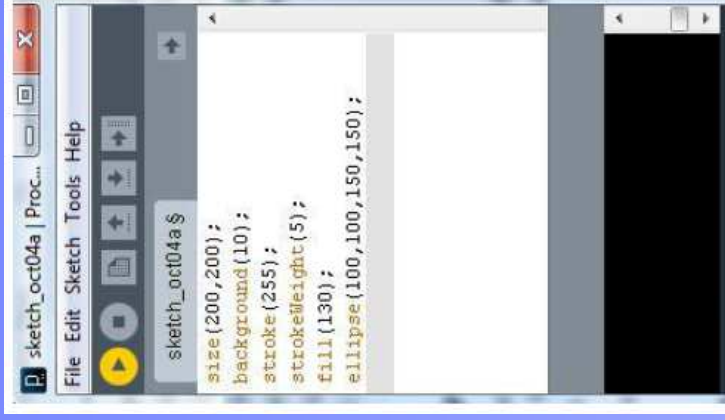 sketch_oct04a | Proc...
File Edit Sketch Tools Help
sketch_oct04a §
size(200,200);
background(10);
stroke(255);
strokeWeight(5);
fill(130);
ellipse(100,100,150,150);